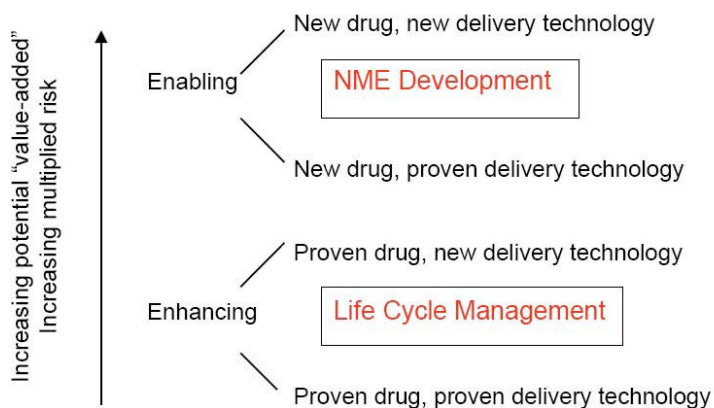 Increasing potential “value-added”
Increasing multiplied risk
New drug, new delivery technology
Enabling
NME Development
New drug, proven delivery technology
Proven drug, new delivery technology
Enhancing
Life Cycle Management
Proven drug, proven delivery technology